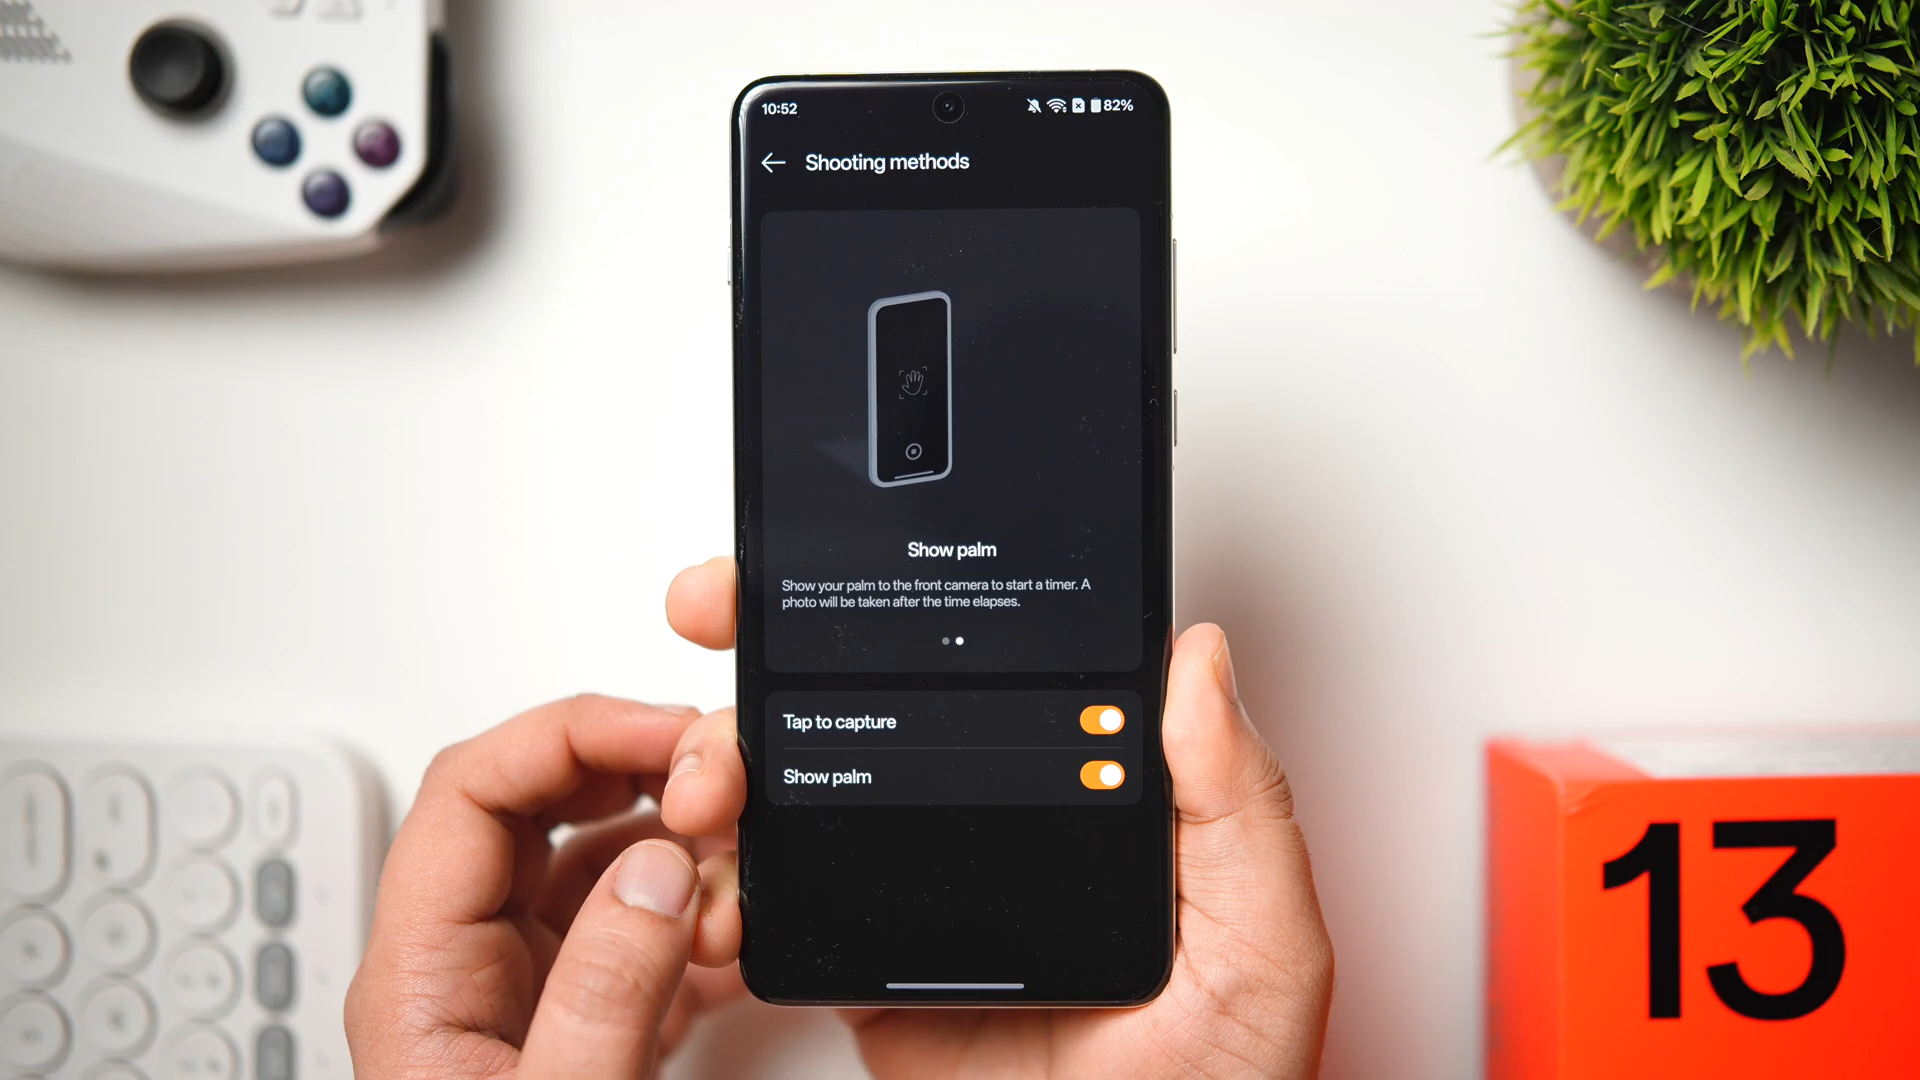 10:52
82%
Shooting methods
Show palm
Show your palm to the front camera to start a timer. A
photo will be taken after the time elapses.
Tap to capture
Show palm
13